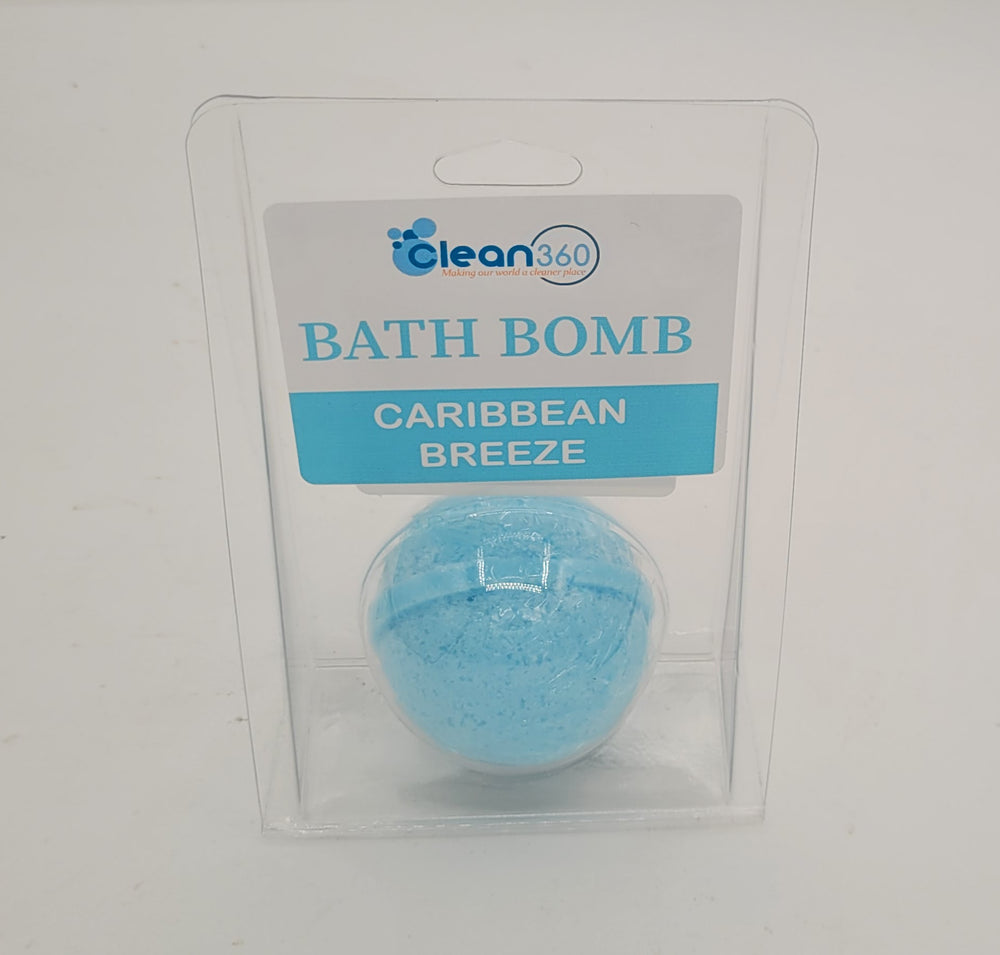 Clean360
Making our world a cleaner place
BATH BOMB
CARIBBEAN
BREEZE